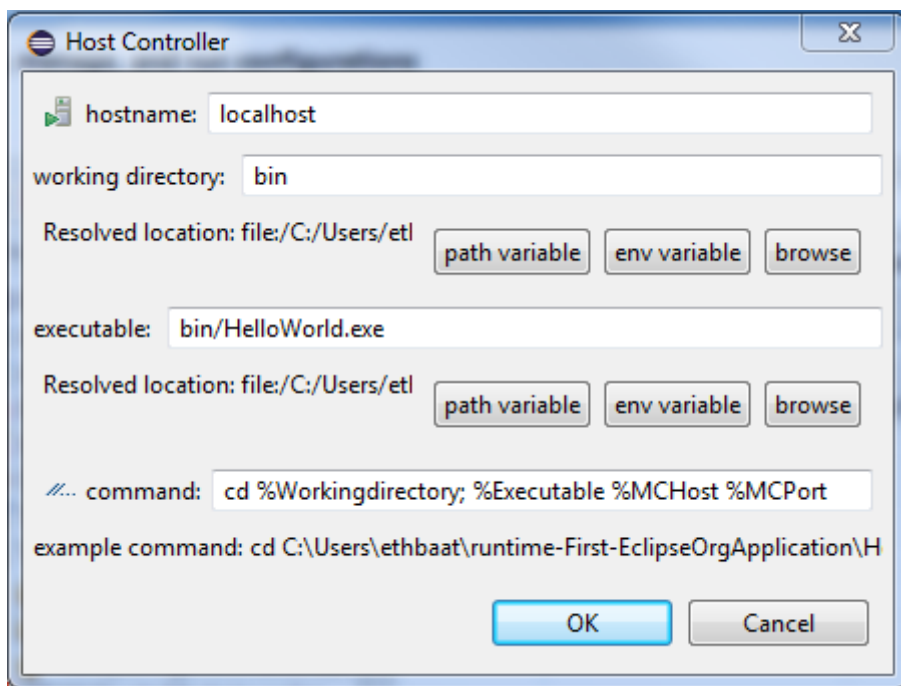 Host Controller
hostname: localhost
working directory: bin
Resolved location: file:/C:/Users/etl
path variable env variable browse
executable: bin/HelloWorld.exe
Resolved location: file:/C:/Users/etl
path variable env variable browse
//... command: cd %Workingdirectory; %Executable %MCHost %MCPort
example command: cd C:\Users\ethbaat\runtime-First-EclipseOrgApplication\H
OK Cancel